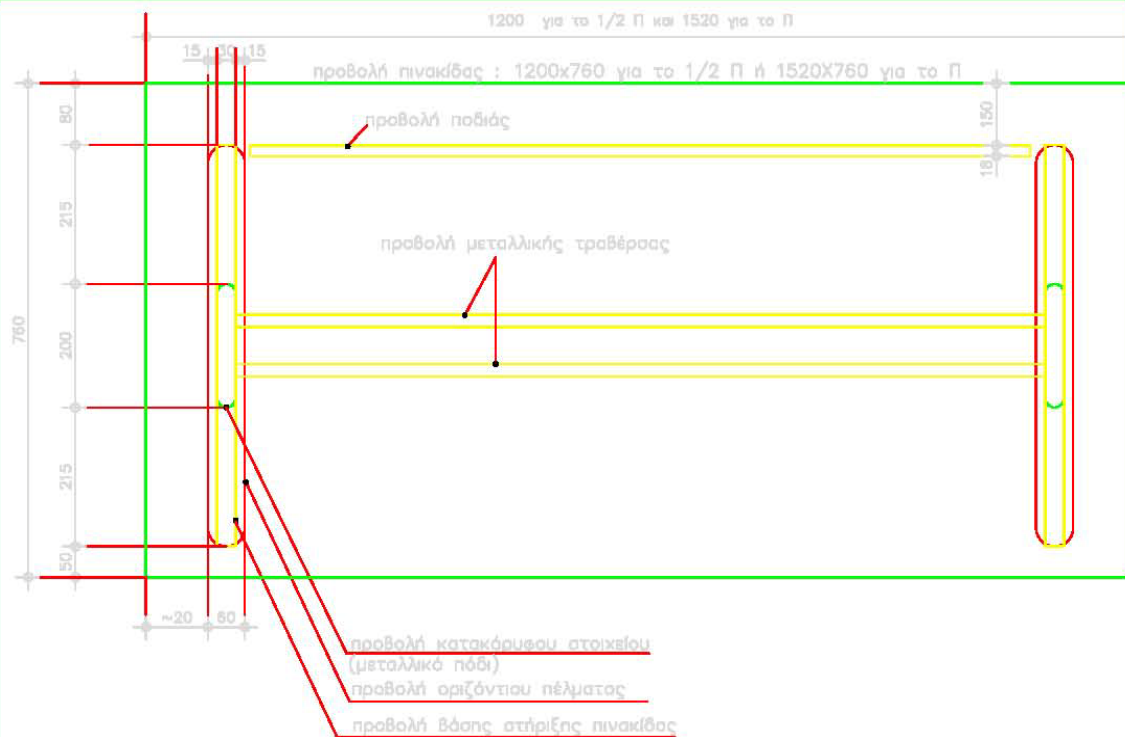 1200 για το 1/2 Π και 1520 για το Π
15 30 15
προβολή πινακίδας : 1200x760 για το 1/2 Π ή 1520X760 για το Π
80
150
προβολή ποδιάς
18
215
προβολή μεταλλικής τραβέρσας
760
200
215
50
~20 60
προβολή κατακόρυφου στοιχείου
(μεταλλικό πόδι)
προβολή οριζόντιου πέλματος
προβολή βάσης στήριξης πινακίδας